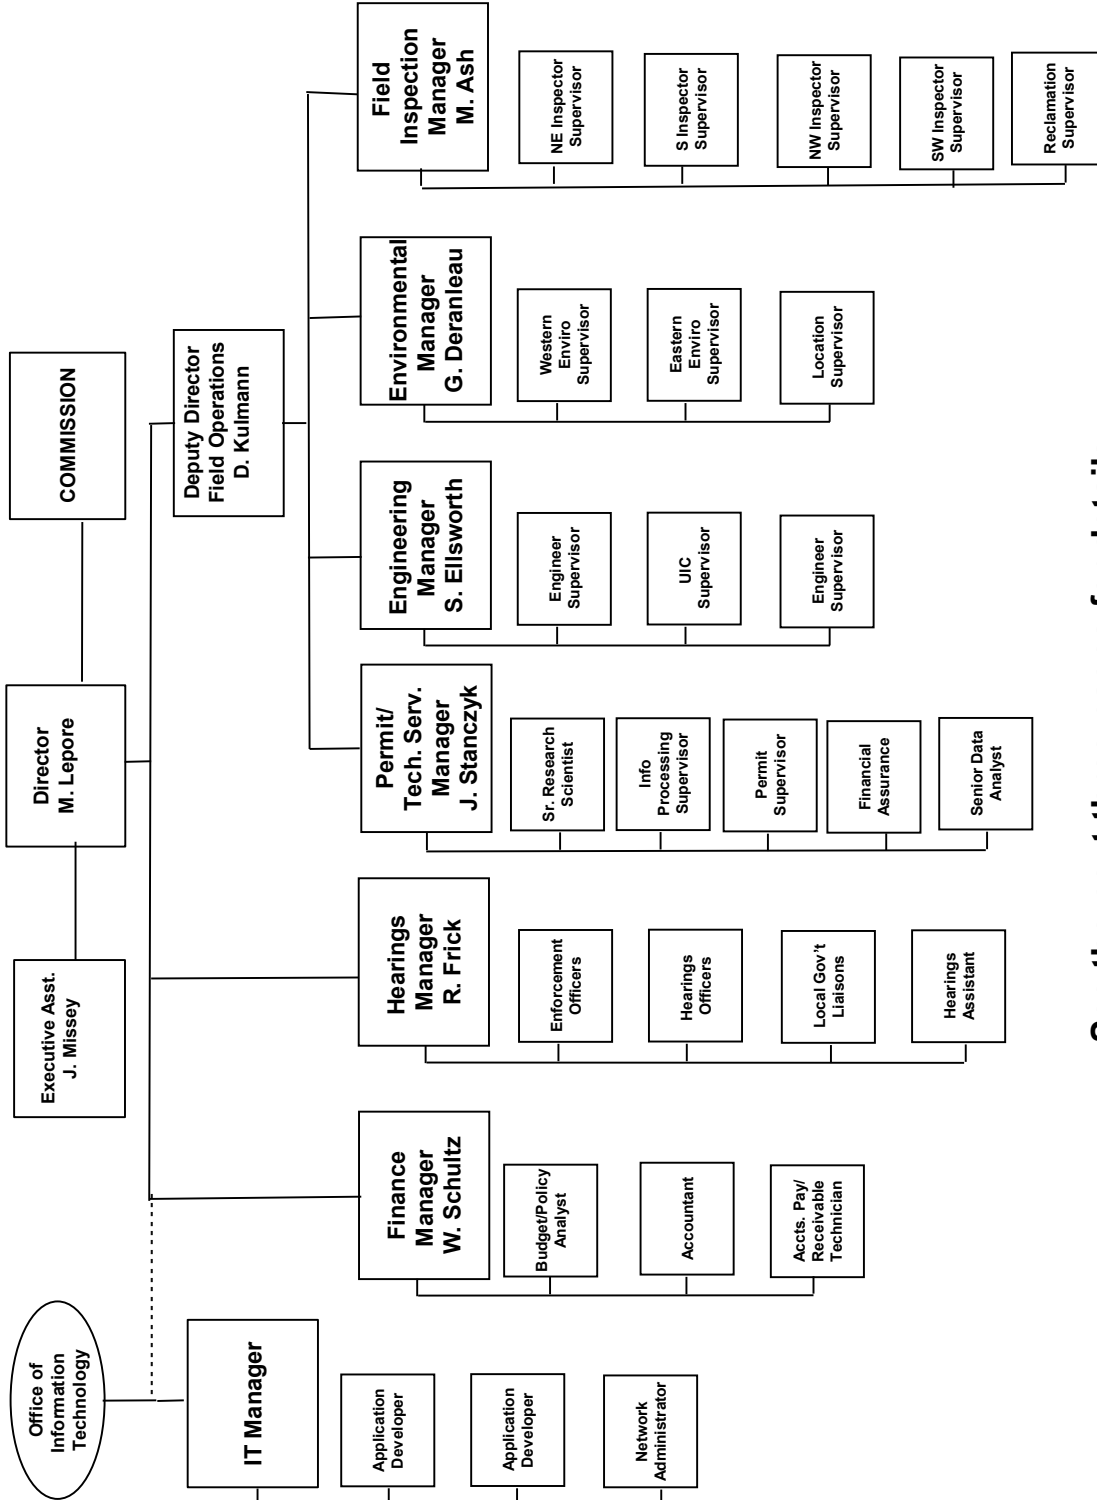 COMMISSION
Director
M. Lepore
Executive Asst.
J. Missey
Office of
Information
Technology
Deputy Director
Field Operations
D. Kulmann
IT Manager
Application
Developer
Application
Developer
Network
Administrator
Finance
Manager
W. Schultz
Budget/Policy
Analyst
Accountant
Accts. Pay/
Receivable
Technician
Hearings
Manager
R. Frick
Enforcement
Officers
Hearings
Officers
Local Gov't
Liaisons
Hearings
Assistant
Permit/
Tech. Serv.
Manager
J. Stanczyk
Sr. Research
Scientist
Info
Processing
Supervisor
Permit
Supervisor
Financial
Assurance
Senior Data
Analyst
Engineering
Manager
S. Ellsworth
Engineer
Supervisor
UIC
Supervisor
Engineer
Supervisor
Environmental
Manager
G. Deranleau
Western
Enviro
Supervisor
Eastern
Enviro
Supervisor
Location
Supervisor
Field
Inspection
Manager
M. Ash
NE Inspector
Supervisor
S Inspector
Supervisor
NW Inspector
Supervisor
SW Inspector
Supervisor
Reclamation
Supervisor